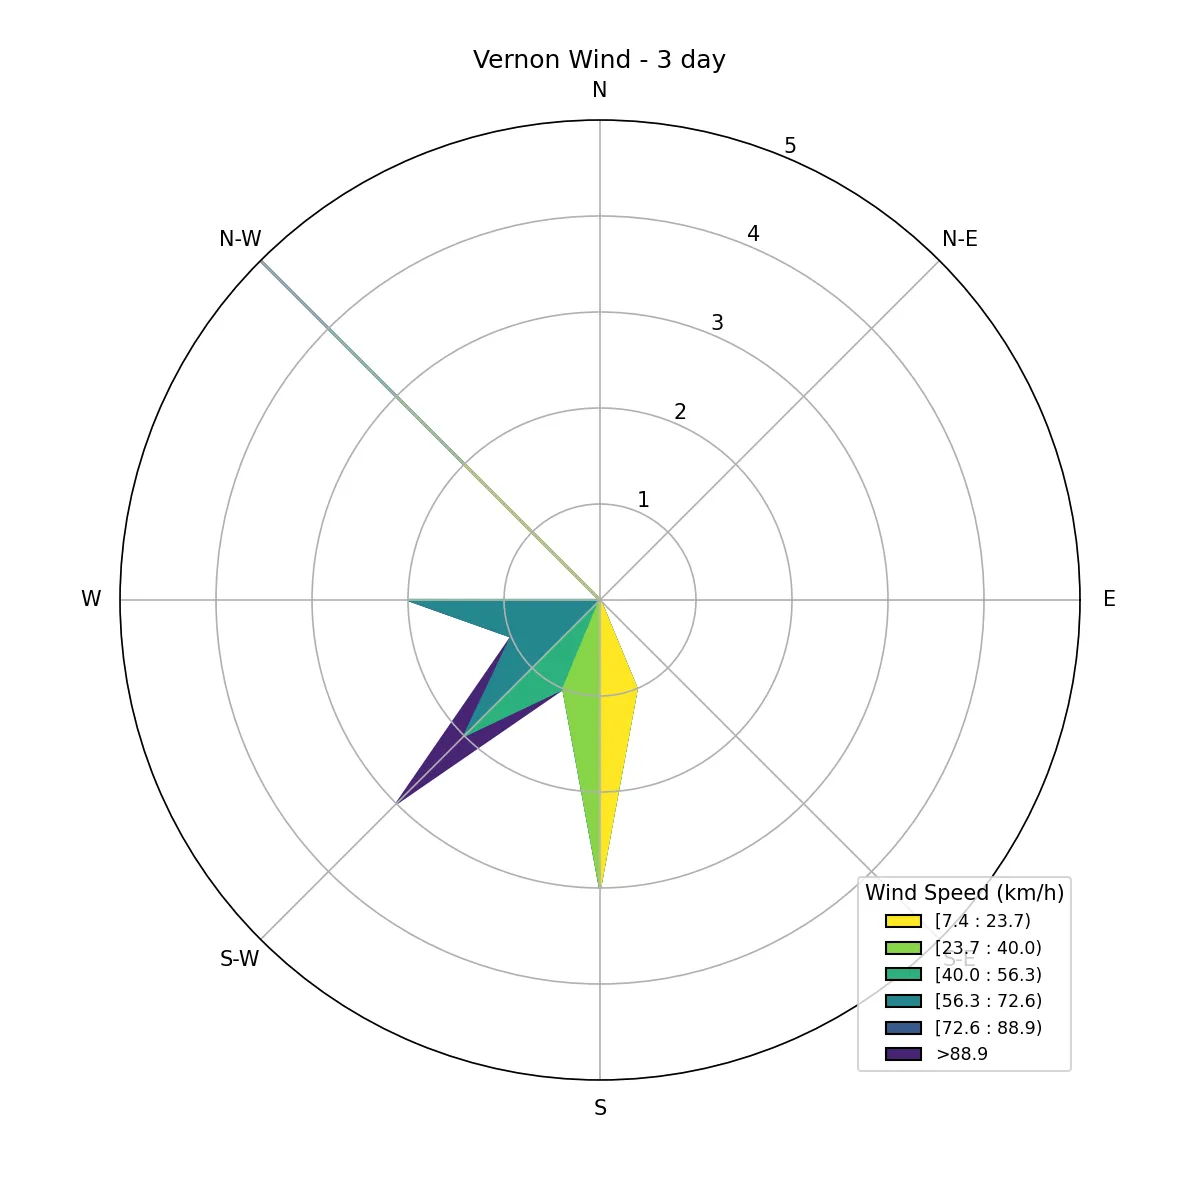 Vernon Wind - 3 day
N
5
N-W
N-E
4
3
2
1
W
E
S-W
S-E
S
Wind Speed (km/h)
[7.4 : 23.7)
[23.7 : 40.0)
[40.0 : 56.3)
[56.3 : 72.6)
[72.6 : 88.9)
>88.9